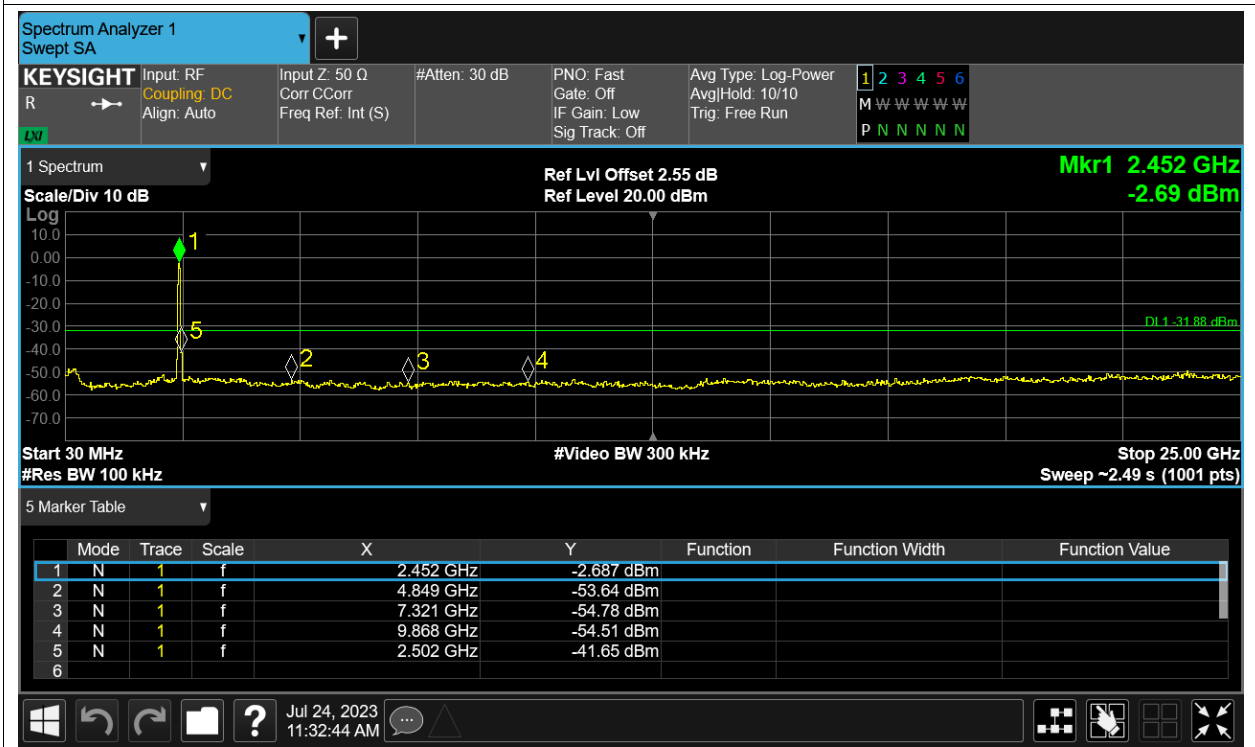 Spectrum Analyzer 1
Swept SA
KEYSIGHT
R
LXI
Input: RF
Coupling: DC
Align: Auto
Input Z: 50 Ω
Corr CCorr
Freq Ref: Int (S)
#Atten: 30 dB
PNO: Fast
Gate: Off
IF Gain: Low
Sig Track: Off
Avg Type: Log-Power
Avg|Hold: 10/10
Trig: Free Run
1 2 3 4 5 6
M W W W W W
P N N N N N
1 Spectrum
Scale/Div 10 dB
Ref Lvl Offset 2.55 dB
Ref Level 20.00 dBm
Mkr1 2.452 GHz
-2.69 dBm
Log
10.0
0.00
-10.0
-20.0
-30.0
-40.0
-50.0
-60.0
-70.0
1
5
2
3
4
DL1 -31.88 dBm
Start 30 MHz
#Res BW 100 kHz
#Video BW 300 kHz
Stop 25.00 GHz
Sweep ~2.49 s (1001 pts)
5 Marker Table
Mode Trace Scale X Y Function Function Width Function Value
1 N 1 f 2.452 GHz -2.687 dBm
2 N 1 f 4.849 GHz -53.64 dBm
3 N 1 f 7.321 GHz -54.78 dBm
4 N 1 f 9.868 GHz -54.51 dBm
5 N 1 f 2.502 GHz -41.65 dBm
6
?
Jul 24, 2023
11:32:44 AM